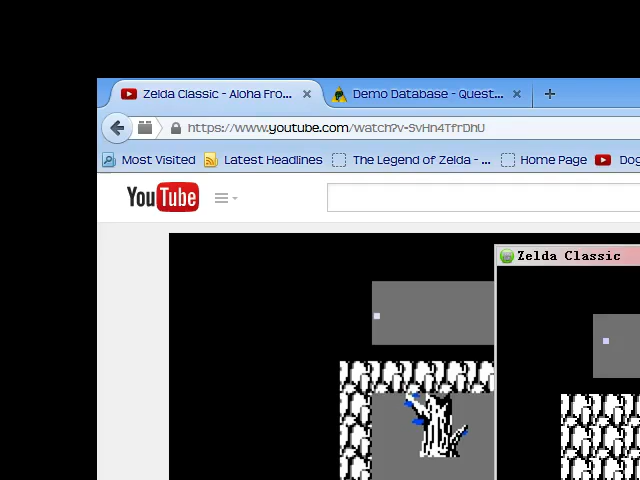 Zelda Classic - Aloha Fro...
Demo Database - Quest...
https://www.youtube.com/watch?v=SvHn4TfrDhU
Most Visited
Latest Headlines
The Legend of Zelda - ...
Home Page
Dog
YouTube
Zelda Classic